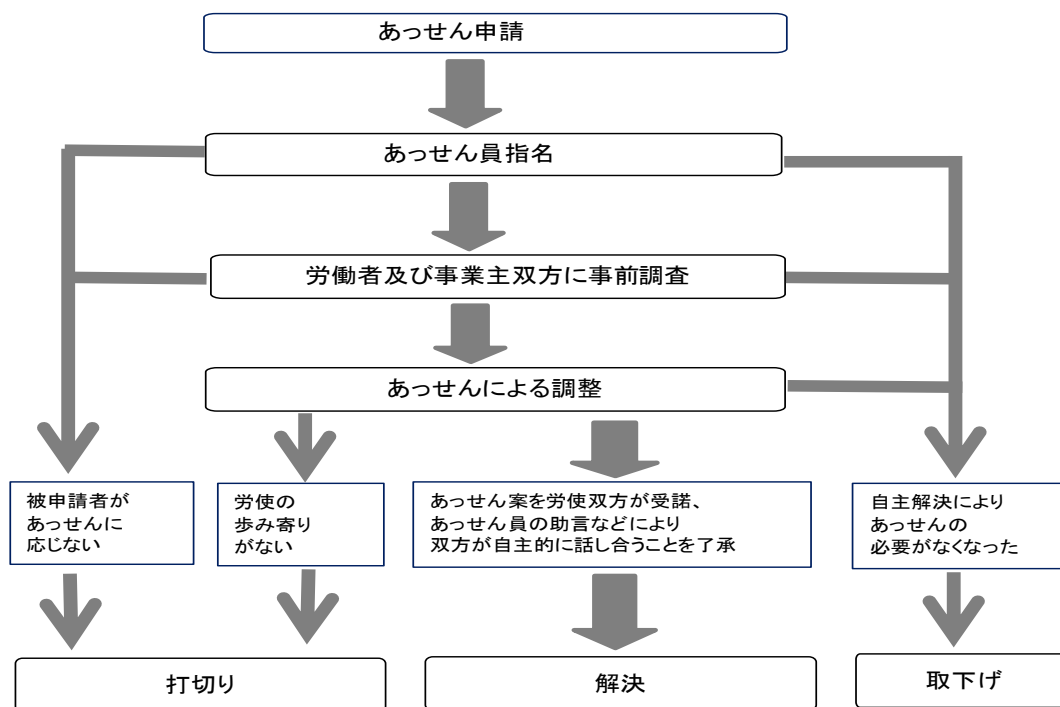 あっせん申請
あっせん員指名
労働者及び事業主双方に事前調査
あっせんによる調整
被申請者が
あっせんに
応じない
労使の
歩み寄り
がない
あっせん案を労使双方が受諾、
あっせん員の助言などにより
双方が自主的に話し合うことを了承
自主解決により
あっせんの
必要がなくなった
打切り
解決
取下げ